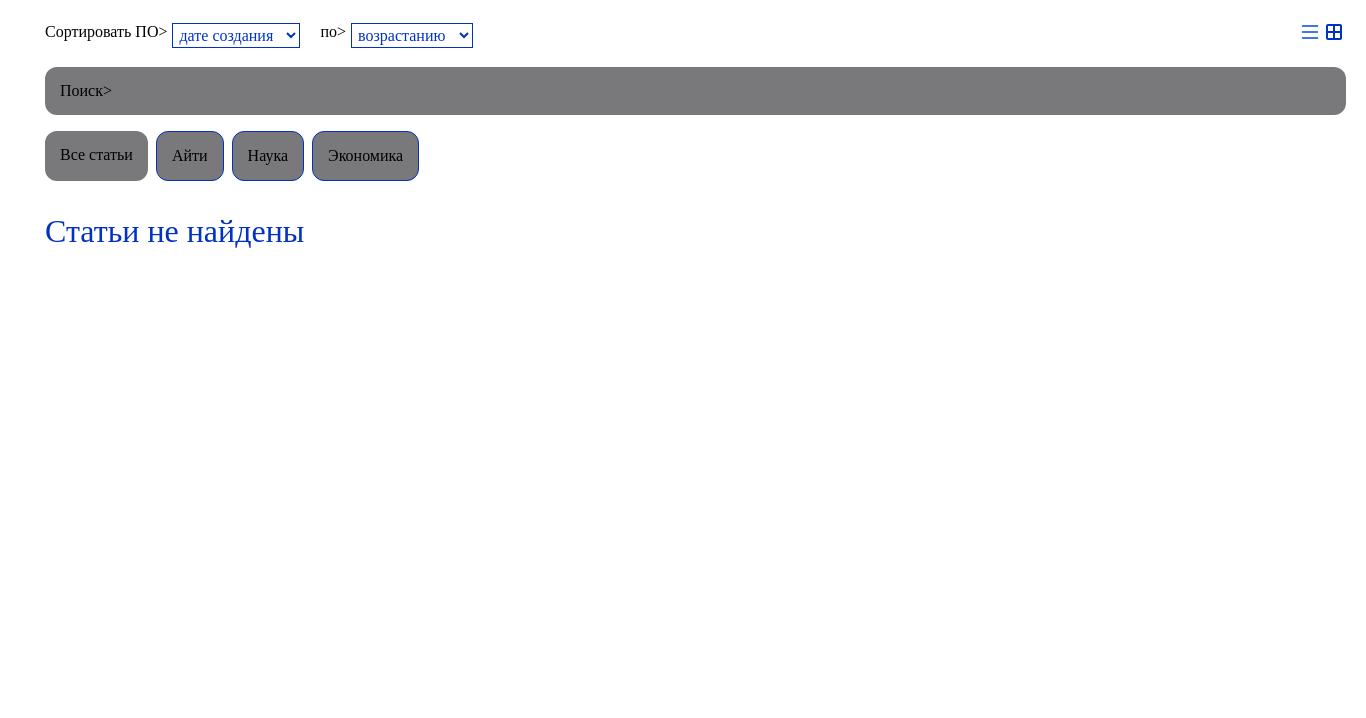 Сортировать ПО> дате создания по> возрастанию
Поиск>
Все статьи Айти Наука Экономика
Статьи не найдены